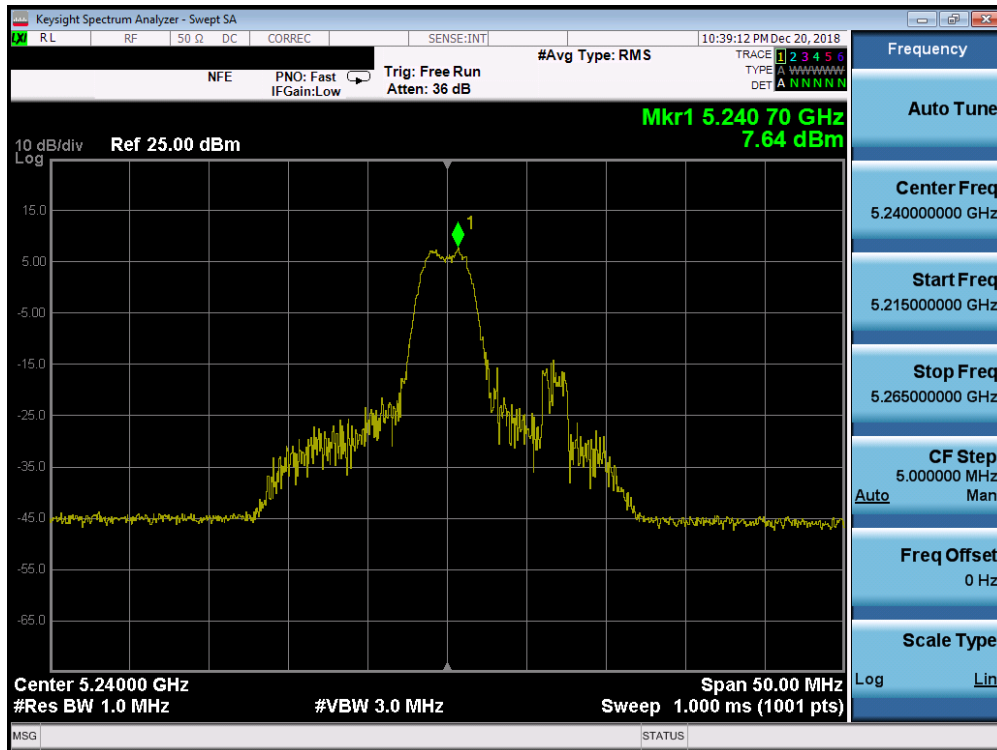 Keysight Spectrum Analyzer - Swept SA
LXI RL RF 50 Ω DC CORREC SENSE:INT 10:39:12 PM Dec 20, 2018
Frequency
#Avg Type: RMS
TRACE 1 2 3 4 5 6
TYPE A WWWWW
DET A N N N N N
NFE
PNO: Fast
IFGain:Low
Trig: Free Run
Atten: 36 dB
Auto Tune
Mkr1 5.240 70 GHz
7.64 dBm
10 dB/div Ref 25.00 dBm
Log
15.0
5.00
-5.00
-15.0
-25.0
-35.0
-45.0
-55.0
-65.0
1
Center Freq
5.240000000 GHz
Start Freq
5.215000000 GHz
Stop Freq
5.265000000 GHz
CF Step
5.000000 MHz
Auto Man
Freq Offset
0 Hz
Scale Type
Log Lin
Center 5.24000 GHz Span 50.00 MHz
#Res BW 1.0 MHz #VBW 3.0 MHz Sweep 1.000 ms (1001 pts)
MSG STATUS